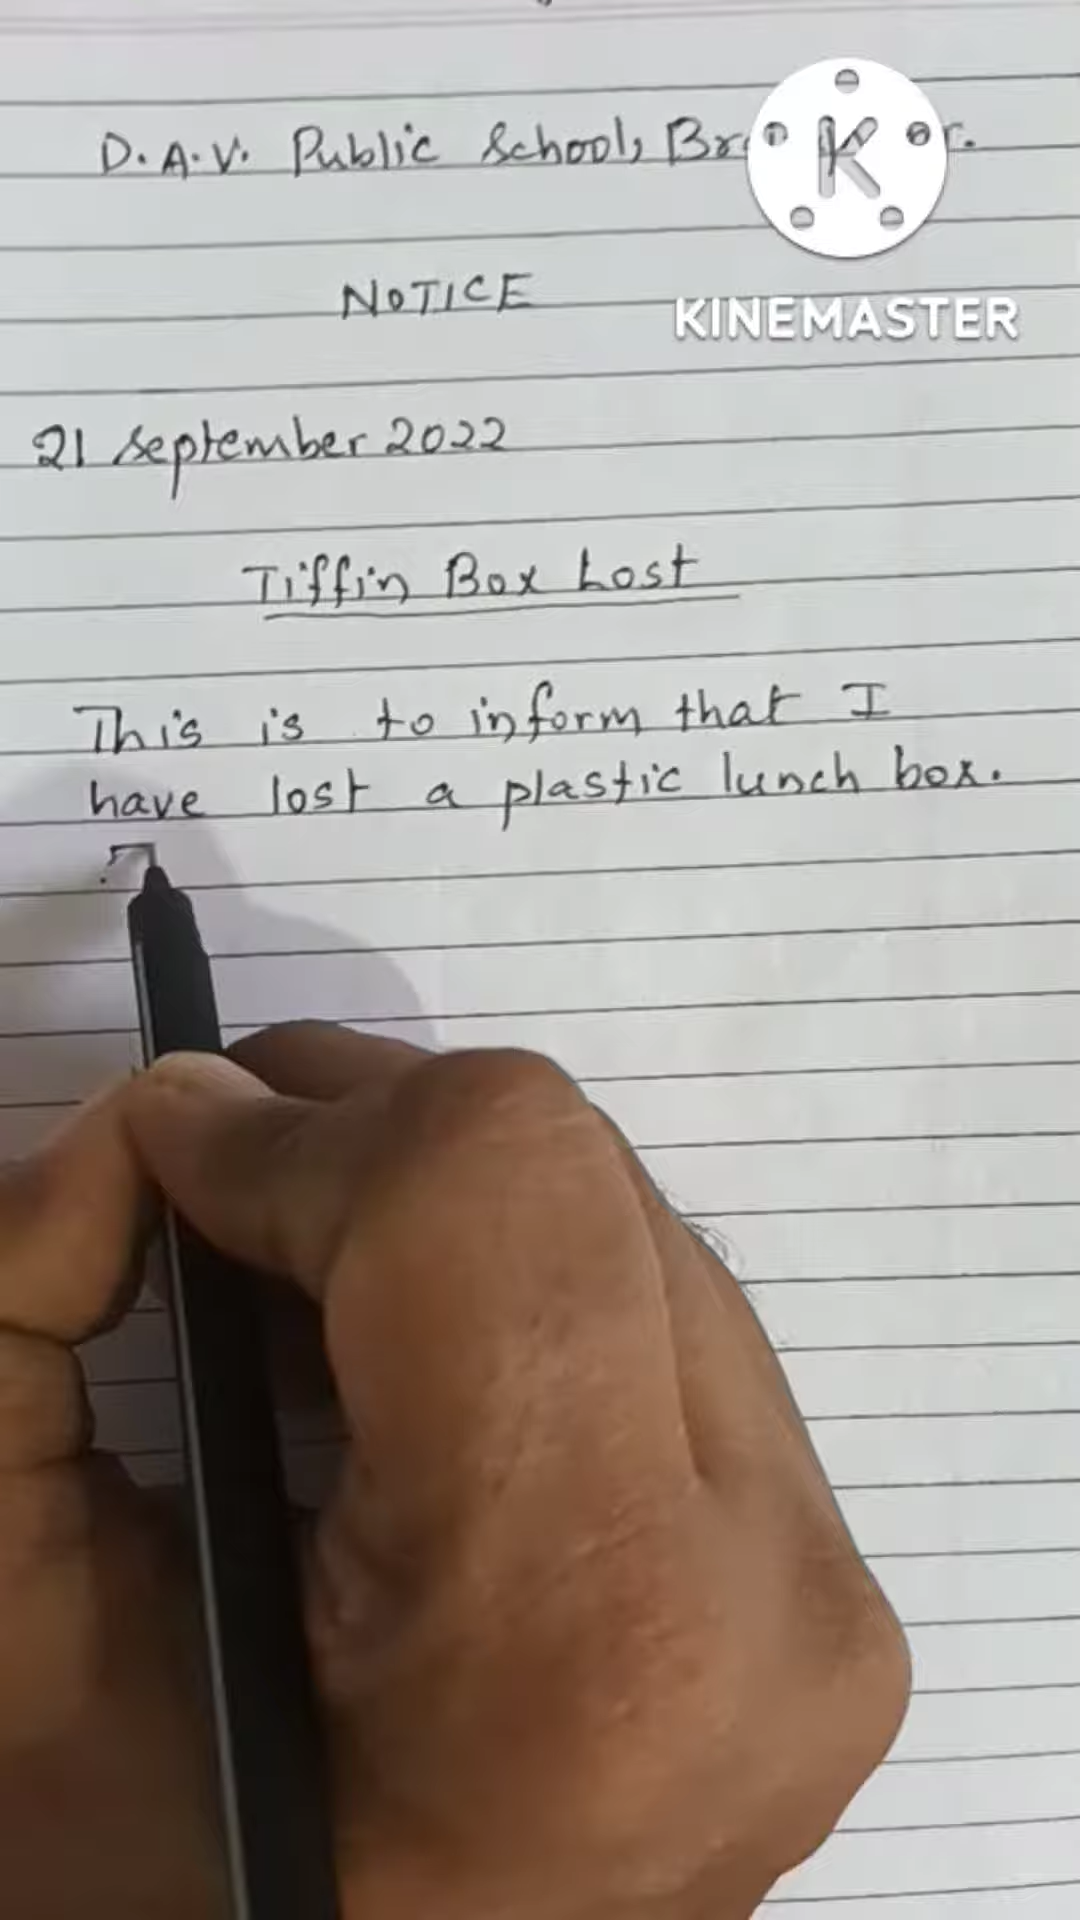 D.A.V. Public School,
NOTICE
KINEMASTER
21 September 2022
Tiffin Box Lost
This is to inform that I
have lost a plastic lunch box.